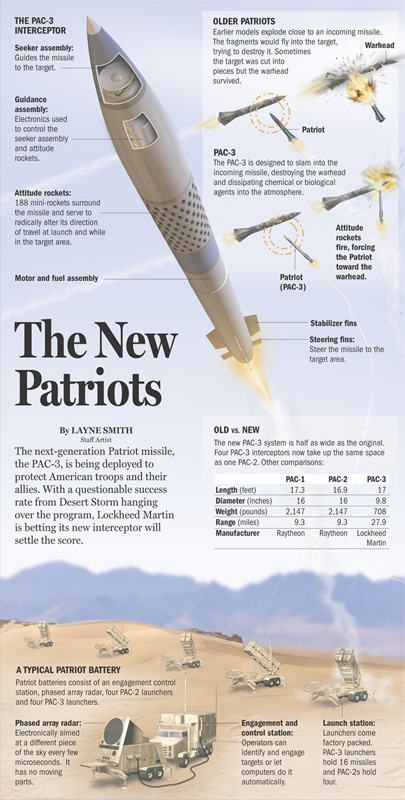 THE PAC-3
INTERCEPTOR
Seeker assembly:
Guides the missile
to the target.
Guidance
assembly:
Electronics used
to control the
seeker assembly
and attitude
rockets.
Attitude rockets:
188 mini-rockets surround
the missile and serve to
radically alter its direction
of travel at launch and while
in the target area.
Motor and fuel assembly
OLDER PATRIOTS
Earlier models explode close to an incoming missile.
The fragments would fly into the target,
trying to destroy it. Sometimes
the target was cut into
pieces but the warhead
survived.
Warhead
Patriot
PAC-3
The PAC-3 is designed to slam into the
incoming missile, destroying the warhead
and dissipating chemical or biological
agents into the atmosphere.
Attitude
rockets
fire, forcing
the Patriot
toward the
warhead.
Patriot
(PAC-3)
Stabilizer fins
Steering fins:
Steer the missile to the
target area.
The New
Patriots
By LAYNE SMITH
Staff Artist
The next-generation Patriot missile,
the PAC-3, is being deployed to
protect American troops and their
allies. With a questionable success
rate from Desert Storm hanging
over the program, Lockheed Martin
is betting its new interceptor will
settle the score.
OLD vs. NEW
The new PAC-3 system is half as wide as the original.
Four PAC-3 interceptors now take up the same space
as one PAC-2. Other comparisons:
PAC-1 PAC-2 PAC-3
Length (feet) 17.3 16.9 17
Diameter (inches) 16 16 9.8
Weight (pounds) 2,147 2,147 708
Range (miles) 9.3 9.3 27.9
Manufacturer Raytheon Raytheon Lockheed
Martin
A TYPICAL PATRIOT BATTERY
Patriot batteries consist of an engagement control
station, phased array radar, four PAC-2 launchers
and four PAC-3 launchers.
Phased array radar:
Electronically aimed
at a different piece
of the sky every few
microseconds. It
has no moving
parts.
Engagement and
control station:
Operators can
identify and engage
targets or let
computers do it
automatically.
Launch station:
Launchers come
factory packed.
PAC-3 launchers
hold 16 missiles
and PAC-2s hold
four.